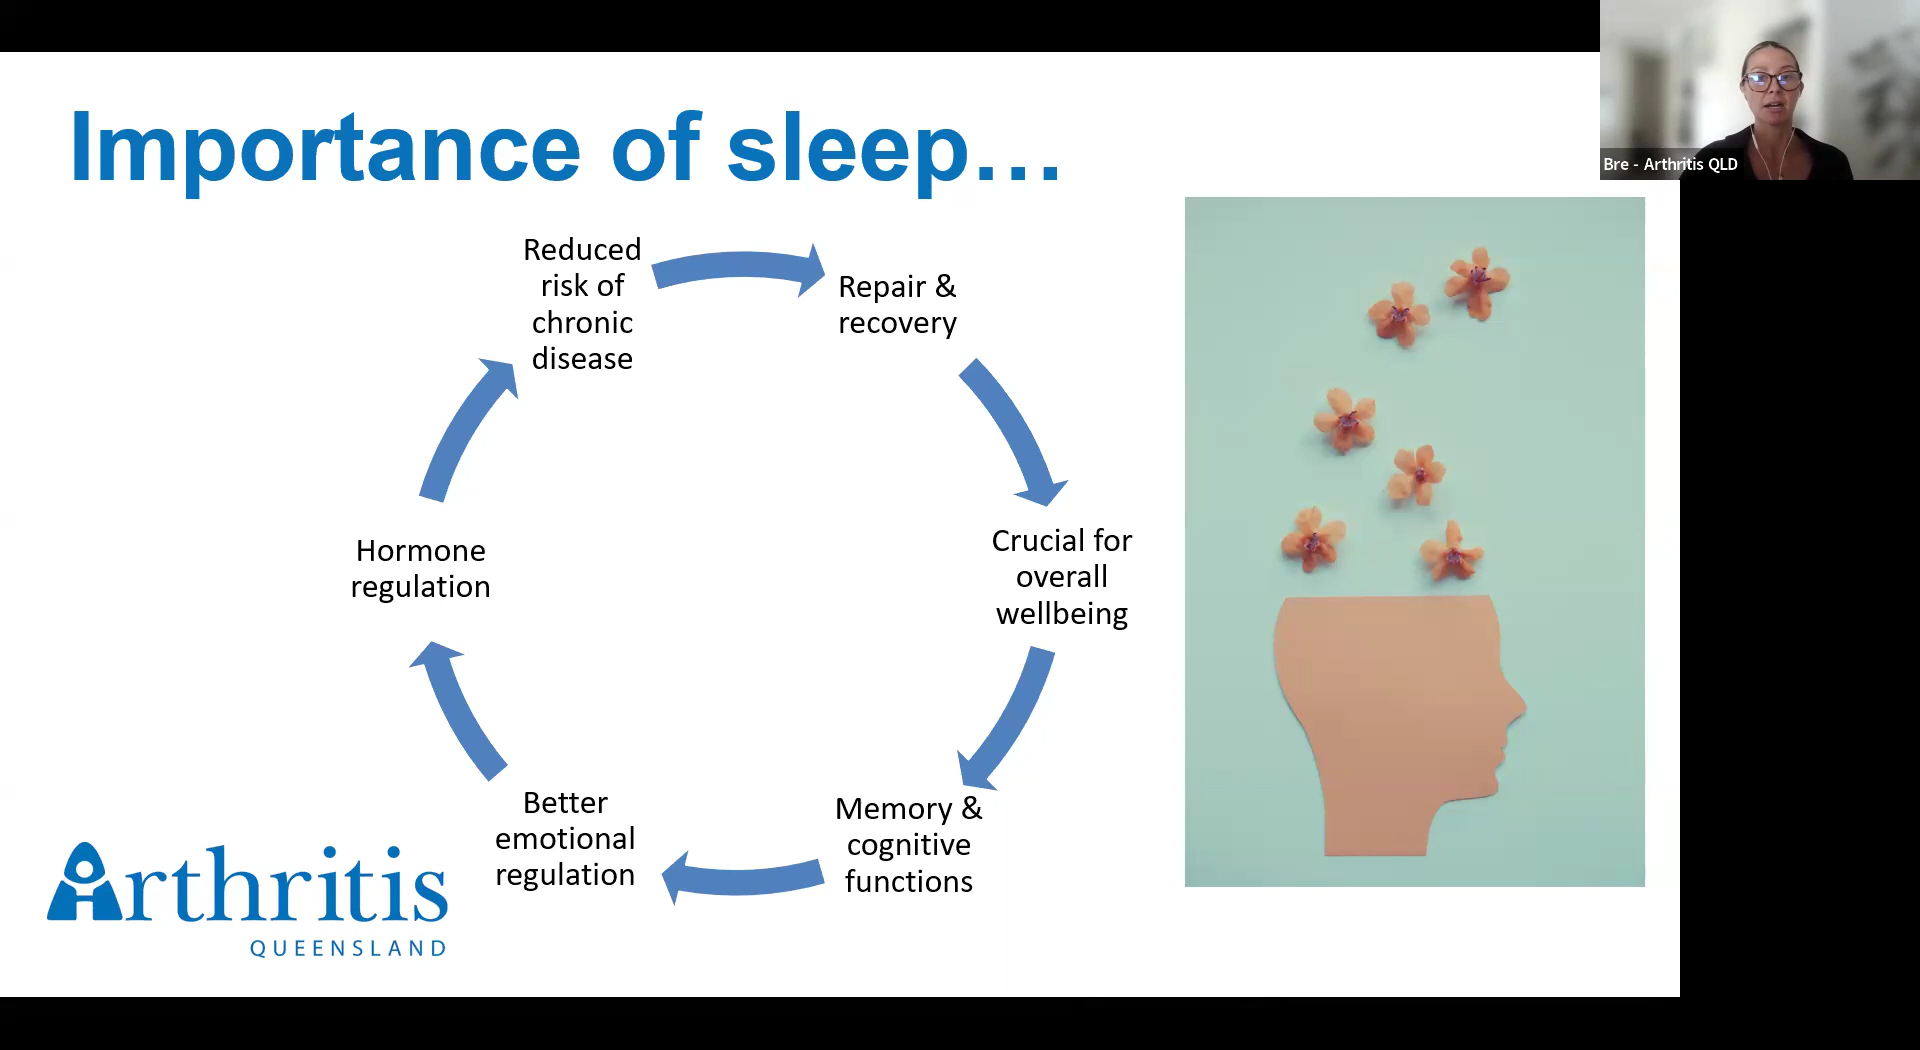 Importance of sleep...
Bre - Arthritis QLD
Reduced
risk of
chronic
disease
Repair &
recovery
Crucial for
overall
wellbeing
Memory &
cognitive
functions
Better
emotional
regulation
Hormone
regulation
Arthritis
QUEENSLAND